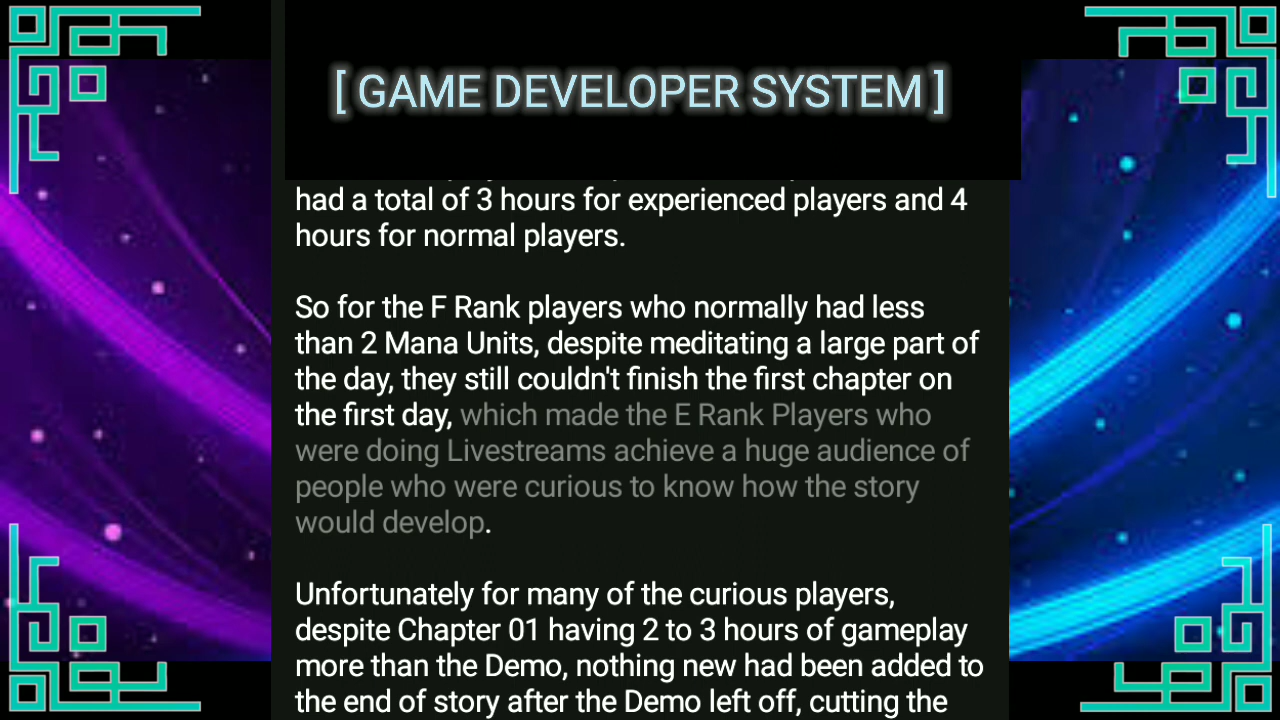 [ GAME DEVELOPER SYSTEM ]
had a total of 3 hours for experienced players and 4
hours for normal players.
So for the F Rank players who normally had less
than 2 Mana Units, despite meditating a large part of
the day, they still couldn't finish the first chapter on
the first day, which made the E Rank Players who
were doing Livestreams achieve a huge audience of
people who were curious to know how the story
would develop.
Unfortunately for many of the curious players,
despite Chapter 01 having 2 to 3 hours of gameplay
more than the Demo, nothing new had been added to
the end of story after the Demo left off, cutting the